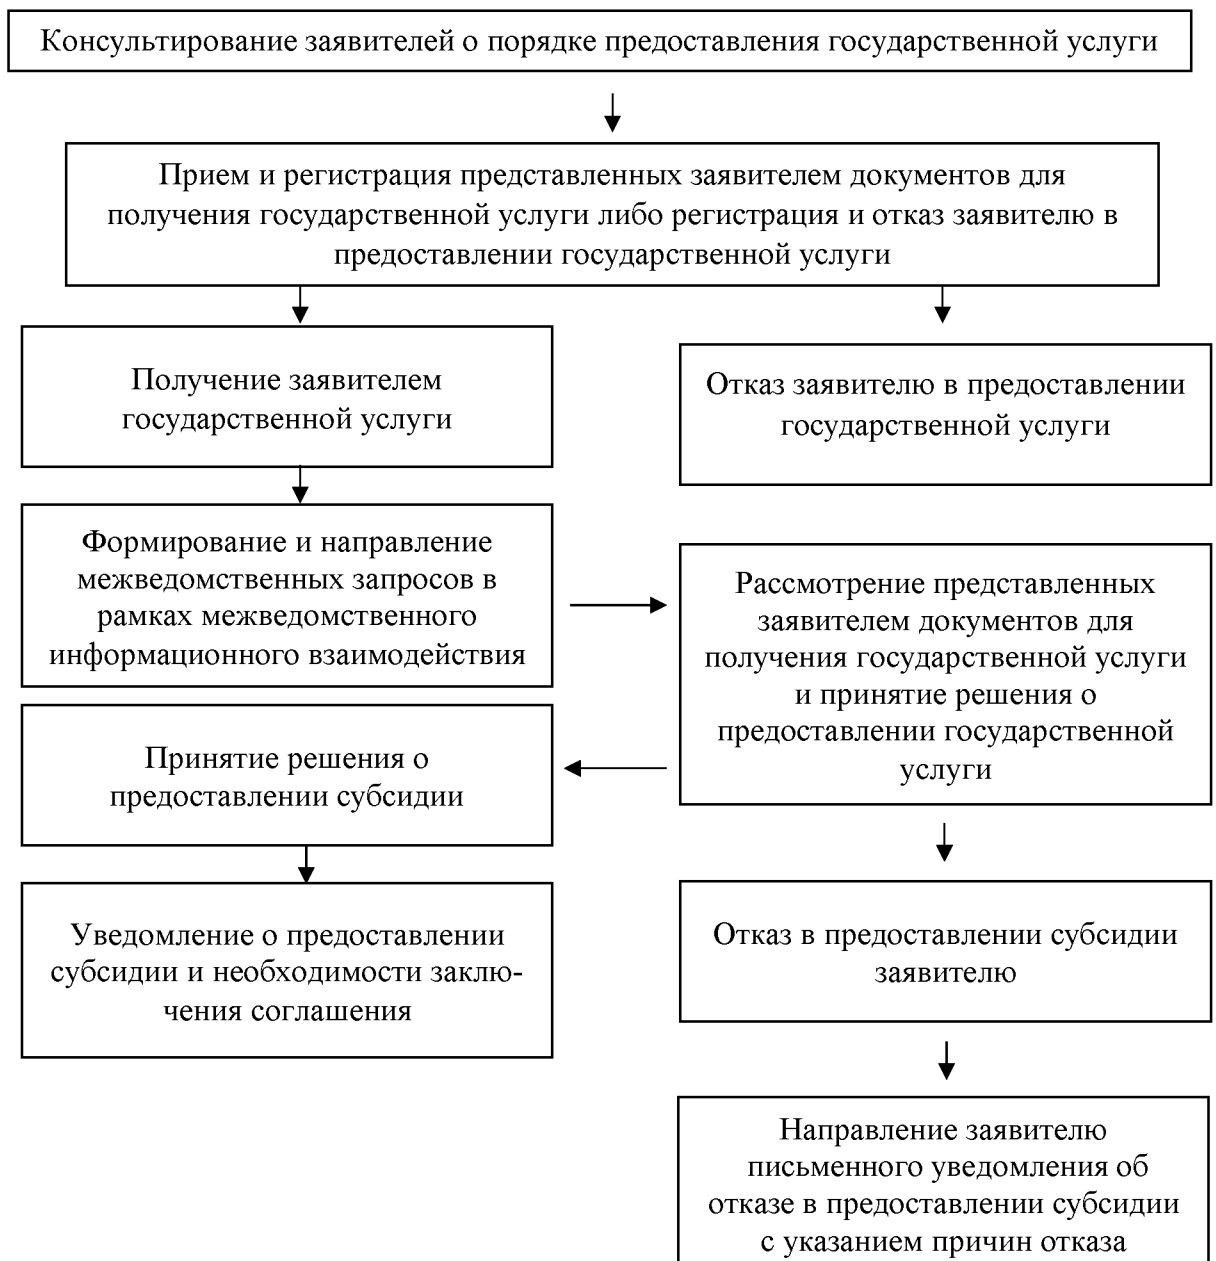 Консультирование заявителей о порядке предоставления государственной услуги
Прием и регистрация представленных заявителем документов для
получения государственной услуги либо регистрация и отказ заявителю в
предоставлении государственной услуги
Получение заявителем
государственной услуги
Отказ заявителю в предоставлении
государственной услуги
Формирование и направление
межведомственных запросов в
рамках межведомственного
информационного взаимодействия
Рассмотрение представленных
заявителем документов для
получения государственной услуги
и принятие решения о
предоставлении государственной
услуги
Принятие решения о
предоставлении субсидии
Уведомление о предоставлении
субсидии и необходимости заклю-
чения соглашения
Отказ в предоставлении субсидии
заявителю
Направление заявителю
письменного уведомления об
отказе в предоставлении субсидии
с указанием причин отказа